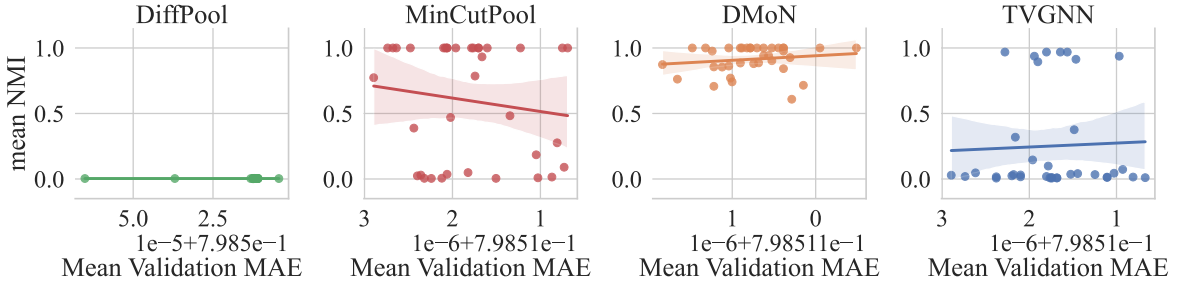 DiffPool
MinCutPool
DMoN
TVGNN
mean NMI
1.0
0.5
0.0
1.0
0.5
0.0
1.0
0.5
0.0
1.0
0.5
0.0
5.0 2.5
3 2 1
1 0
3 2 1
1e−5+7.985e−1
1e−6+7.9851e−1
1e−6+7.98511e−1
1e−6+7.9851e−1
Mean Validation MAE
Mean Validation MAE
Mean Validation MAE
Mean Validation MAE